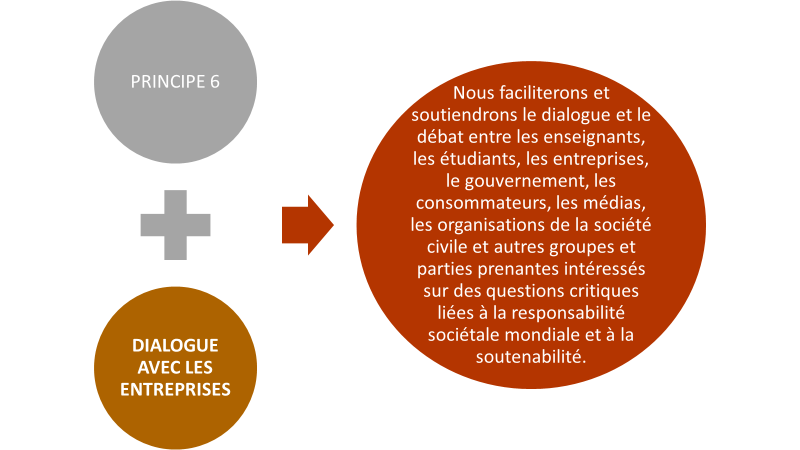 PRINCIPE 6
DIALOGUE
AVEC LES
ENTREPRISES
Nous faciliterons et
soutiendrons le dialogue et le
débat entre les enseignants,
les étudiants, les entreprises,
le gouvernement, les
consommateurs, les médias,
les organisations de la société
civile et autres groupes et
parties prenantes intéressés
sur des questions critiques
liées à la responsabilité
sociétale mondiale et à la
soutenabilité.